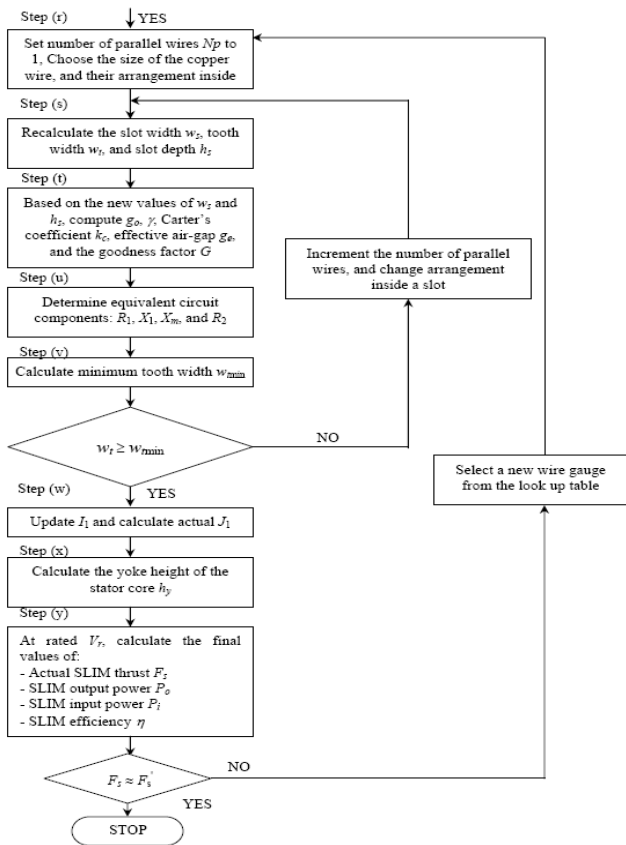 Step (r)
YES
Set number of parallel wires Np to
1, Choose the size of the copper
wire, and their arrangement inside
Step (s)
Recalculate the slot width ws, tooth
width wt, and slot depth hs
Step (t)
Based on the new values of ws and
hs, compute go, γ, Carter's
coefficient kc, effective air-gap ge,
and the goodness factor G
Step (u)
Determine equivalent circuit
components: R1, X1, Xm, and R2
Step (v)
Calculate minimum tooth width wtmin
wt ≥ wtmin
NO
Increment the number of parallel
wires, and change arrangement
inside a slot
Select a new wire gauge
from the look up table
Step (w)
YES
Update I1 and calculate actual J1
Step (x)
Calculate the yoke height of the
stator core hy
Step (y)
At rated Vr, calculate the final
values of:
- Actual SLIM thrust Fs
- SLIM output power Po
- SLIM input power Pi
- SLIM efficiency η
Fs ≈ Fs'
NO
YES
STOP